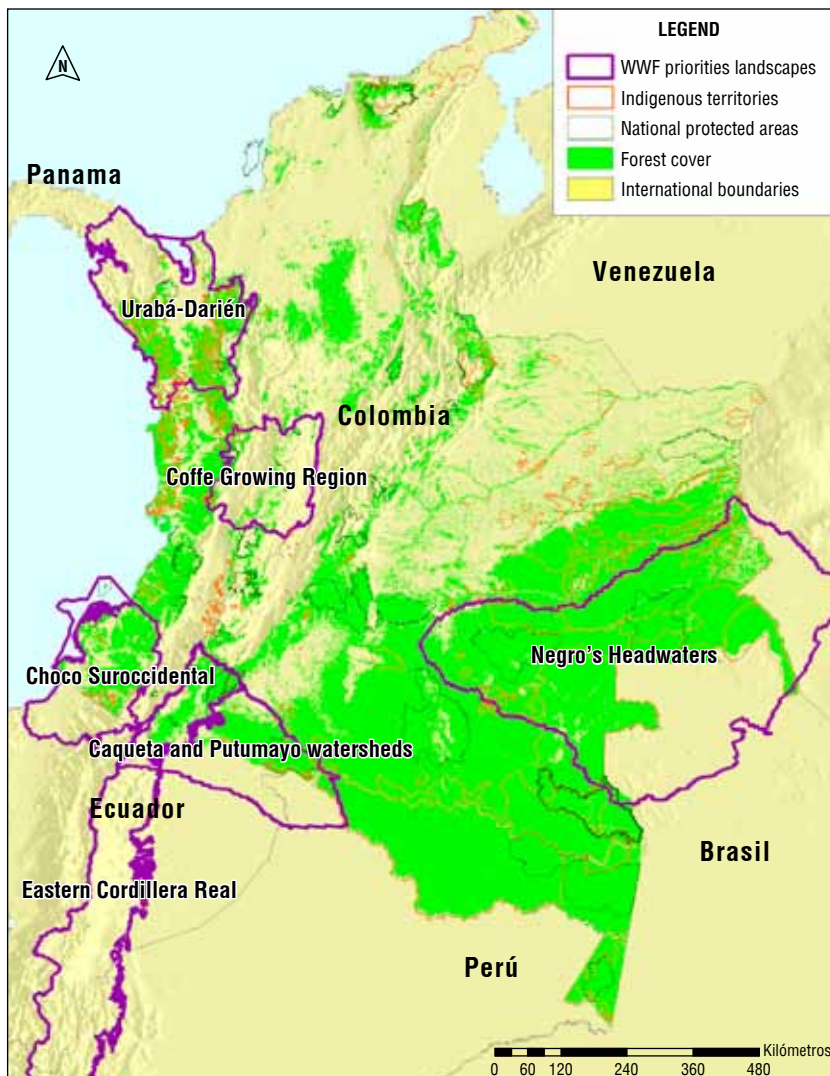 LEGEND
WWF priorities landscapes
Indigenous territories
National protected areas
Forest cover
International boundaries
N
Panama
Venezuela
Urabá-Darién
Colombia
Coffe Growing Region
Negro's Headwaters
Choco Suroccidental
Caqueta and Putumayo watersheds
Ecuador
Brasil
Eastern Cordillera Real
Perú
Kilómetros
0 60 120 240 360 480